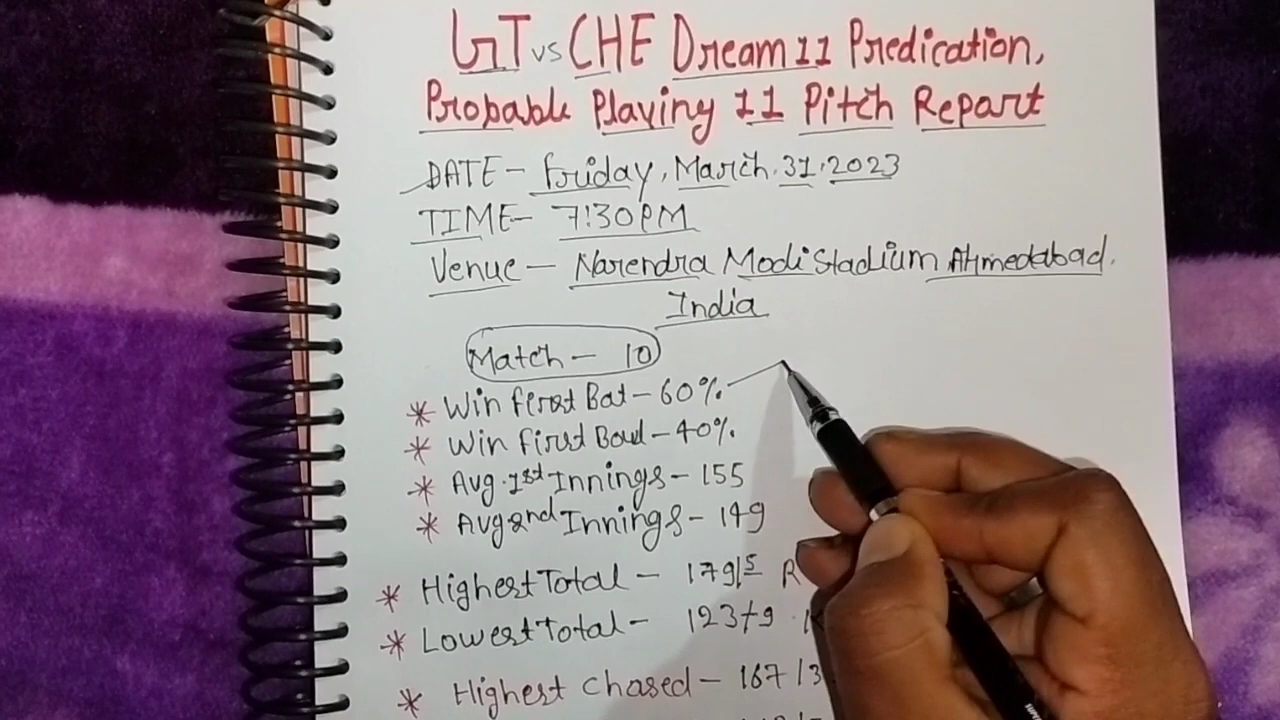 GT vs CHE Dream 11 Predication,
Probable Playing 11 Pitch Report
DATE - Friday, March. 31. 2023
TIME - 7:30PM
Venue - Narendra Modi Stadium Ahmedabad.
India
Match - 10
* Win First Bat - 60%.
* Win First Bowl - 40%.
* Avg. 1st Innings - 155
* Avg 2nd Innings - 149
* Highest Total - 179/5 R
* Lowest Total - 123/9
* Highest Chased - 167/3